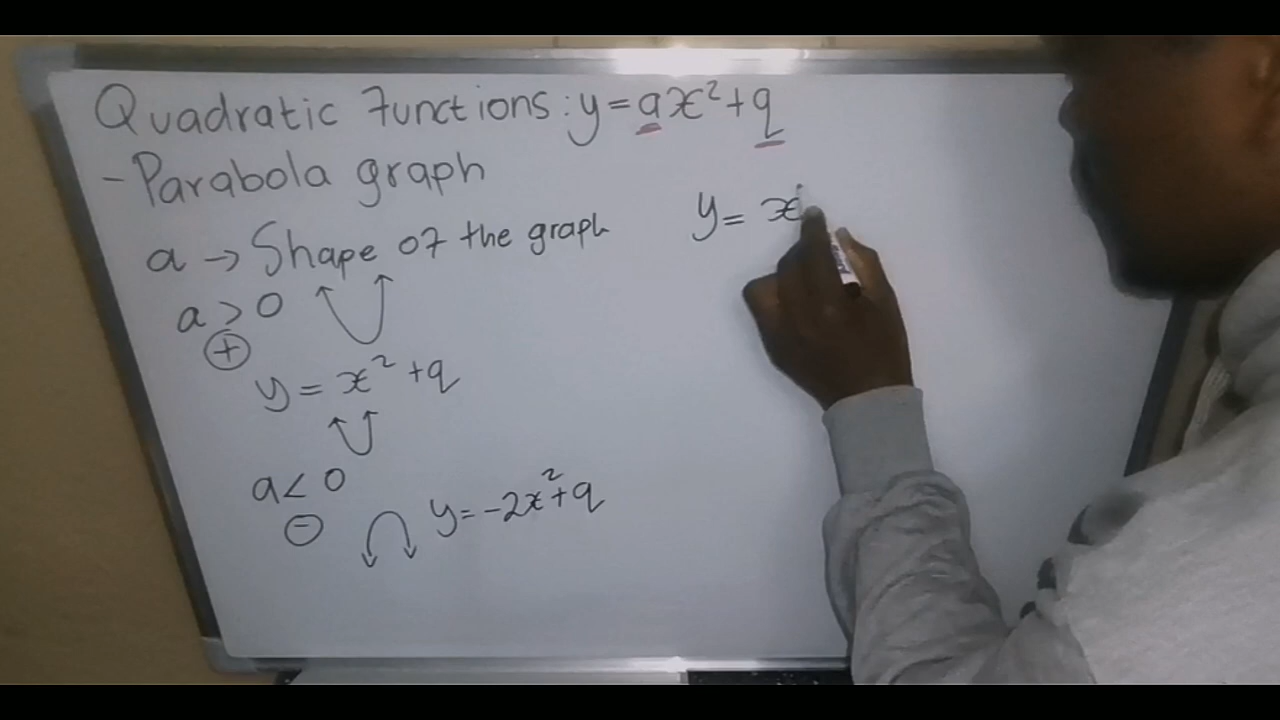 Quadratic Functions: y=ax²+q
- Parabola graph
a → Shape of the graph
a > 0
+
y = x² + q
a < 0
-
y = -2x² + q
y = x